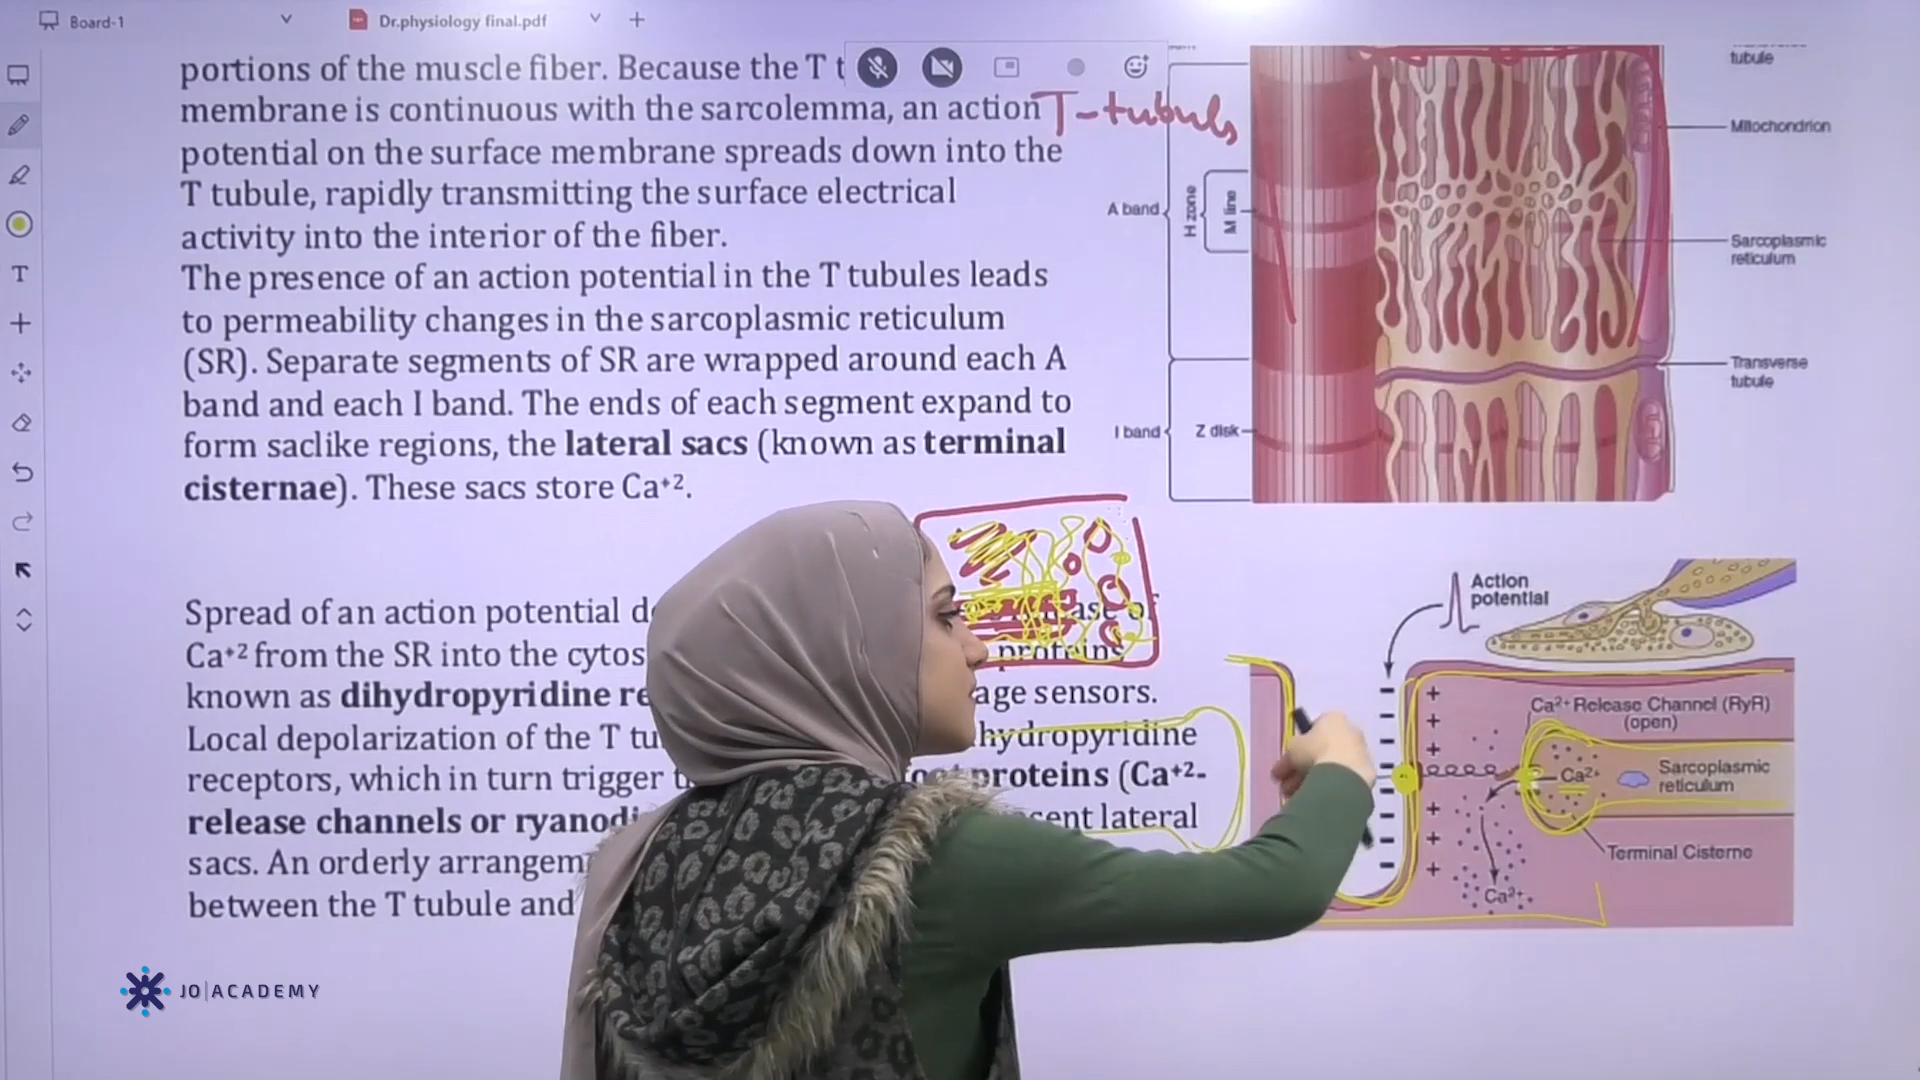 Board-1
Dr.physiology final.pdf
portions of the muscle fiber. Because the T t
membrane is continuous with the sarcolemma, an action
T-tubuls
potential on the surface membrane spreads down into the
T tubule, rapidly transmitting the surface electrical
activity into the interior of the fiber.
The presence of an action potential in the T tubules leads
to permeability changes in the sarcoplasmic reticulum
(SR). Separate segments of SR are wrapped around each A
band and each I band. The ends of each segment expand to
form saclike regions, the lateral sacs (known as terminal
cisternae). These sacs store Ca+2.
Spread of an action potential d
Ca+2 from the SR into the cytos proteins
known as dihydropyridine re age sensors.
Local depolarization of the T tu hydropyridine
receptors, which in turn trigger t proteins (Ca+2-
release channels or ryanodi cent lateral
sacs. An orderly arrangem
between the T tubule and
tubule
Mitochondrion
A band
H zone
M line
Sarcoplasmic
reticulum
Transverse
tubule
I band
Z disk
Action
potential
Ca2+ Release Channel (RyR)
(open)
Ca2+
Sarcoplasmic
reticulum
Terminal Cisterne
Ca2+
JO|ACADEMY
T